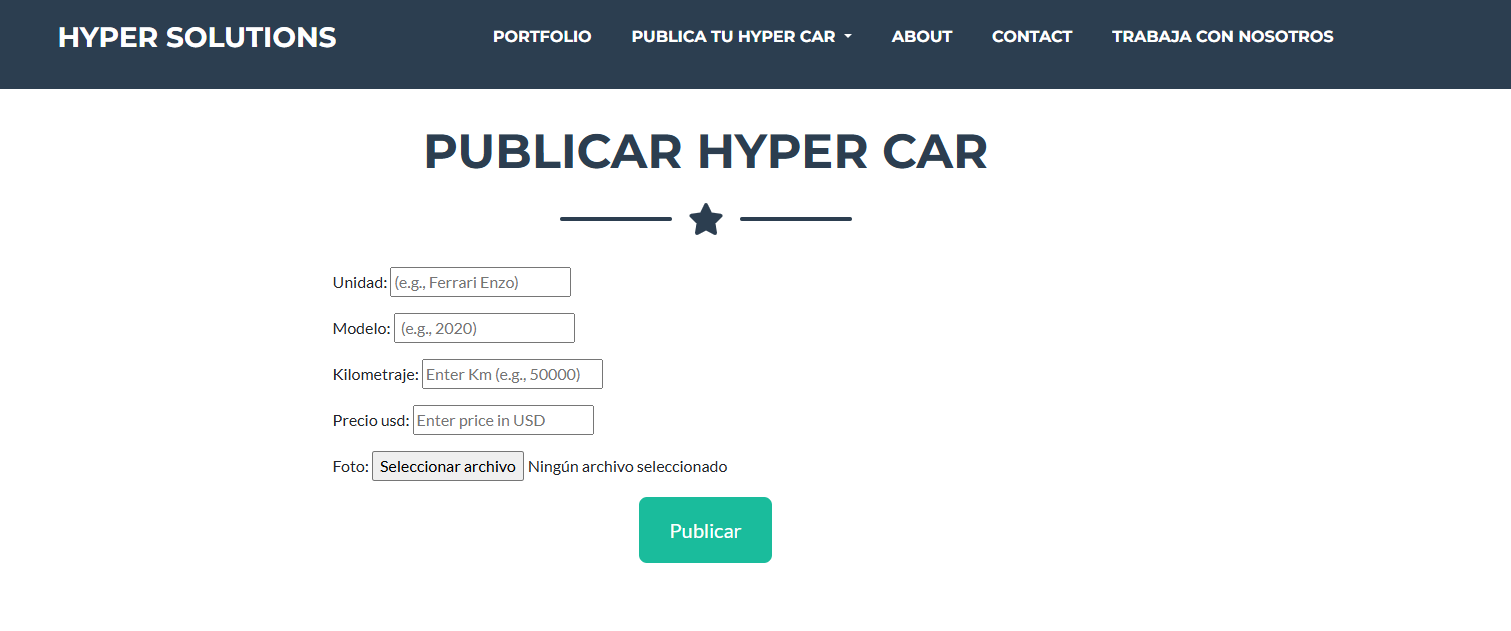 HYPER SOLUTIONS PORTFOLIO PUBLICA TU HYPER CAR ABOUT CONTACT TRABAJA CON NOSOTROS
PUBLICAR HYPER CAR
Unidad: (e.g., Ferrari Enzo)
Modelo: (e.g., 2020)
Kilometraje: Enter Km (e.g., 50000)
Precio usd: Enter price in USD
Foto: Seleccionar archivo Ningún archivo seleccionado
Publicar